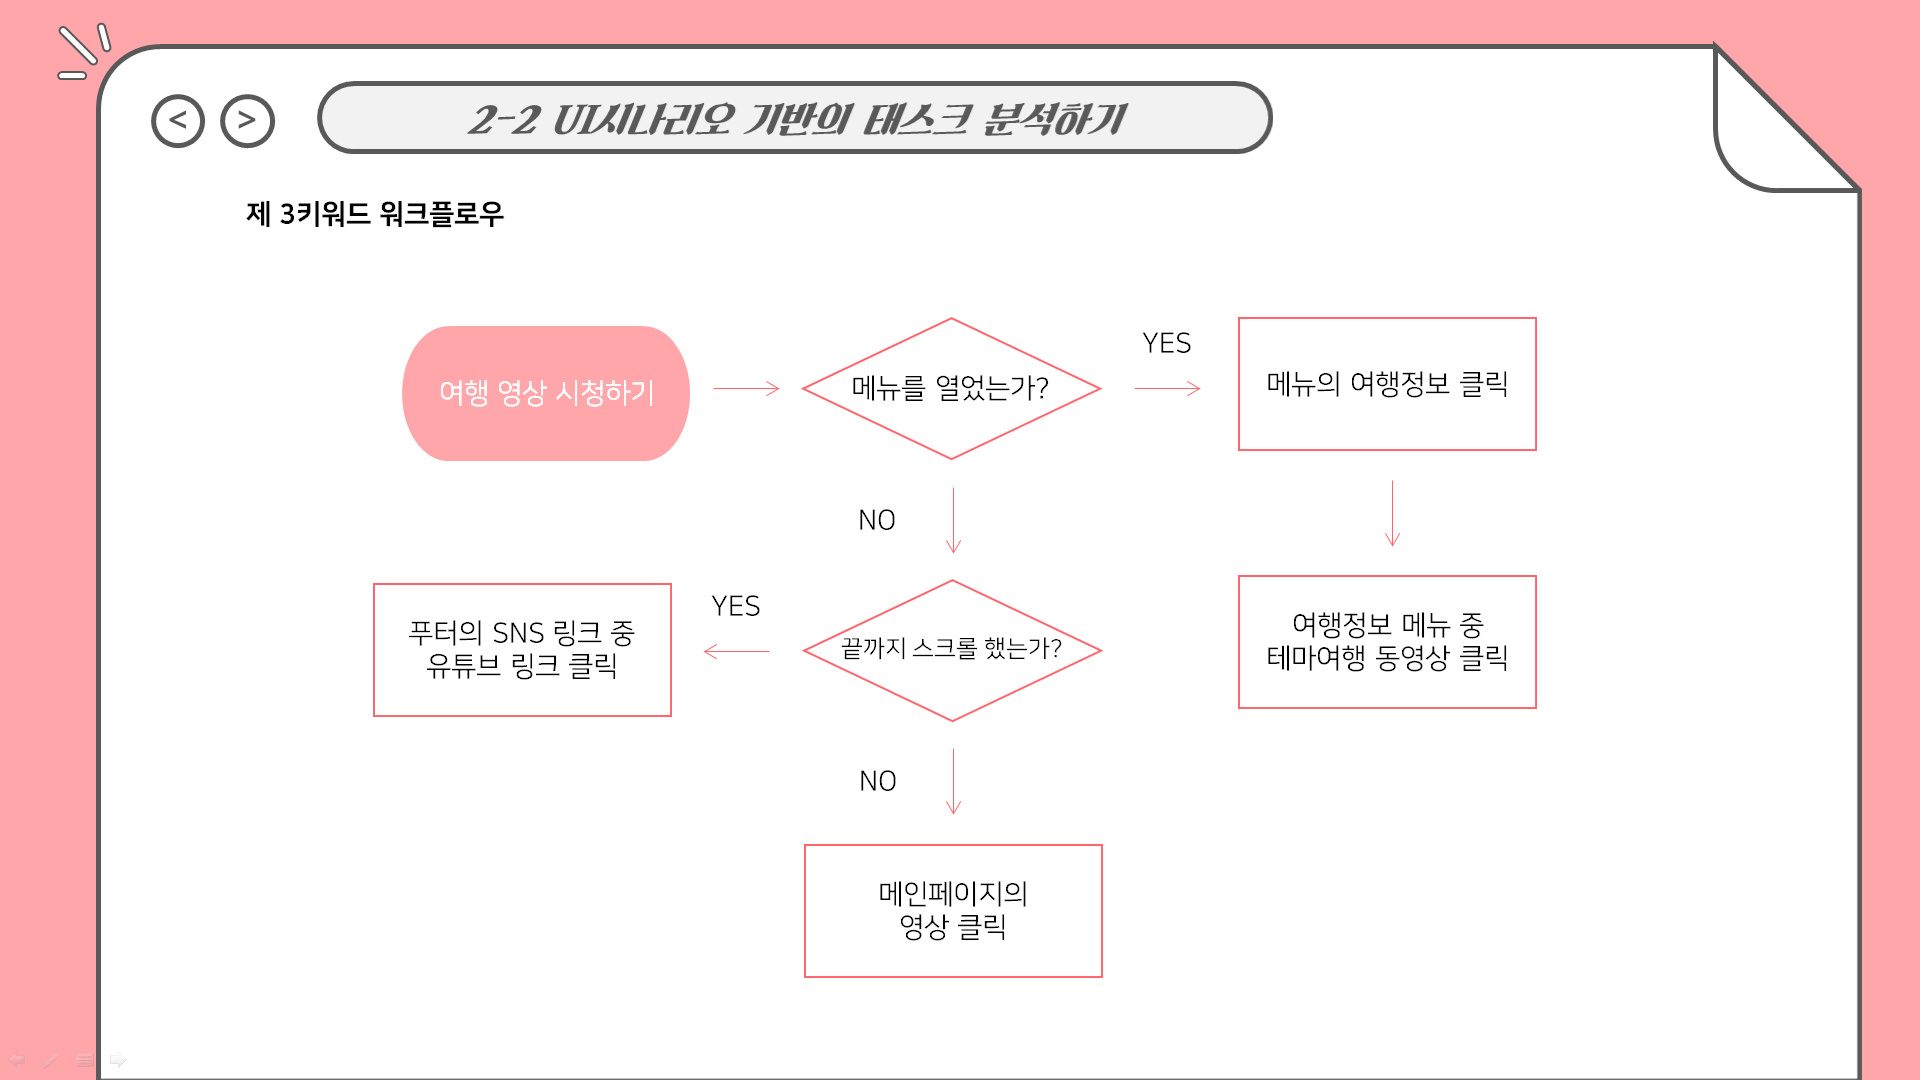 < >
2-2 UI시나리오 기반의 태스크 분석하기
제 3키워드 워크플로우
여행 영상 시청하기
메뉴를 열었는가?
YES
메뉴의 여행정보 클릭
NO
푸터의 SNS 링크 중
유튜브 링크 클릭
YES
끝까지 스크롤 했는가?
여행정보 메뉴 중
테마여행 동영상 클릭
NO
메인페이지의
영상 클릭